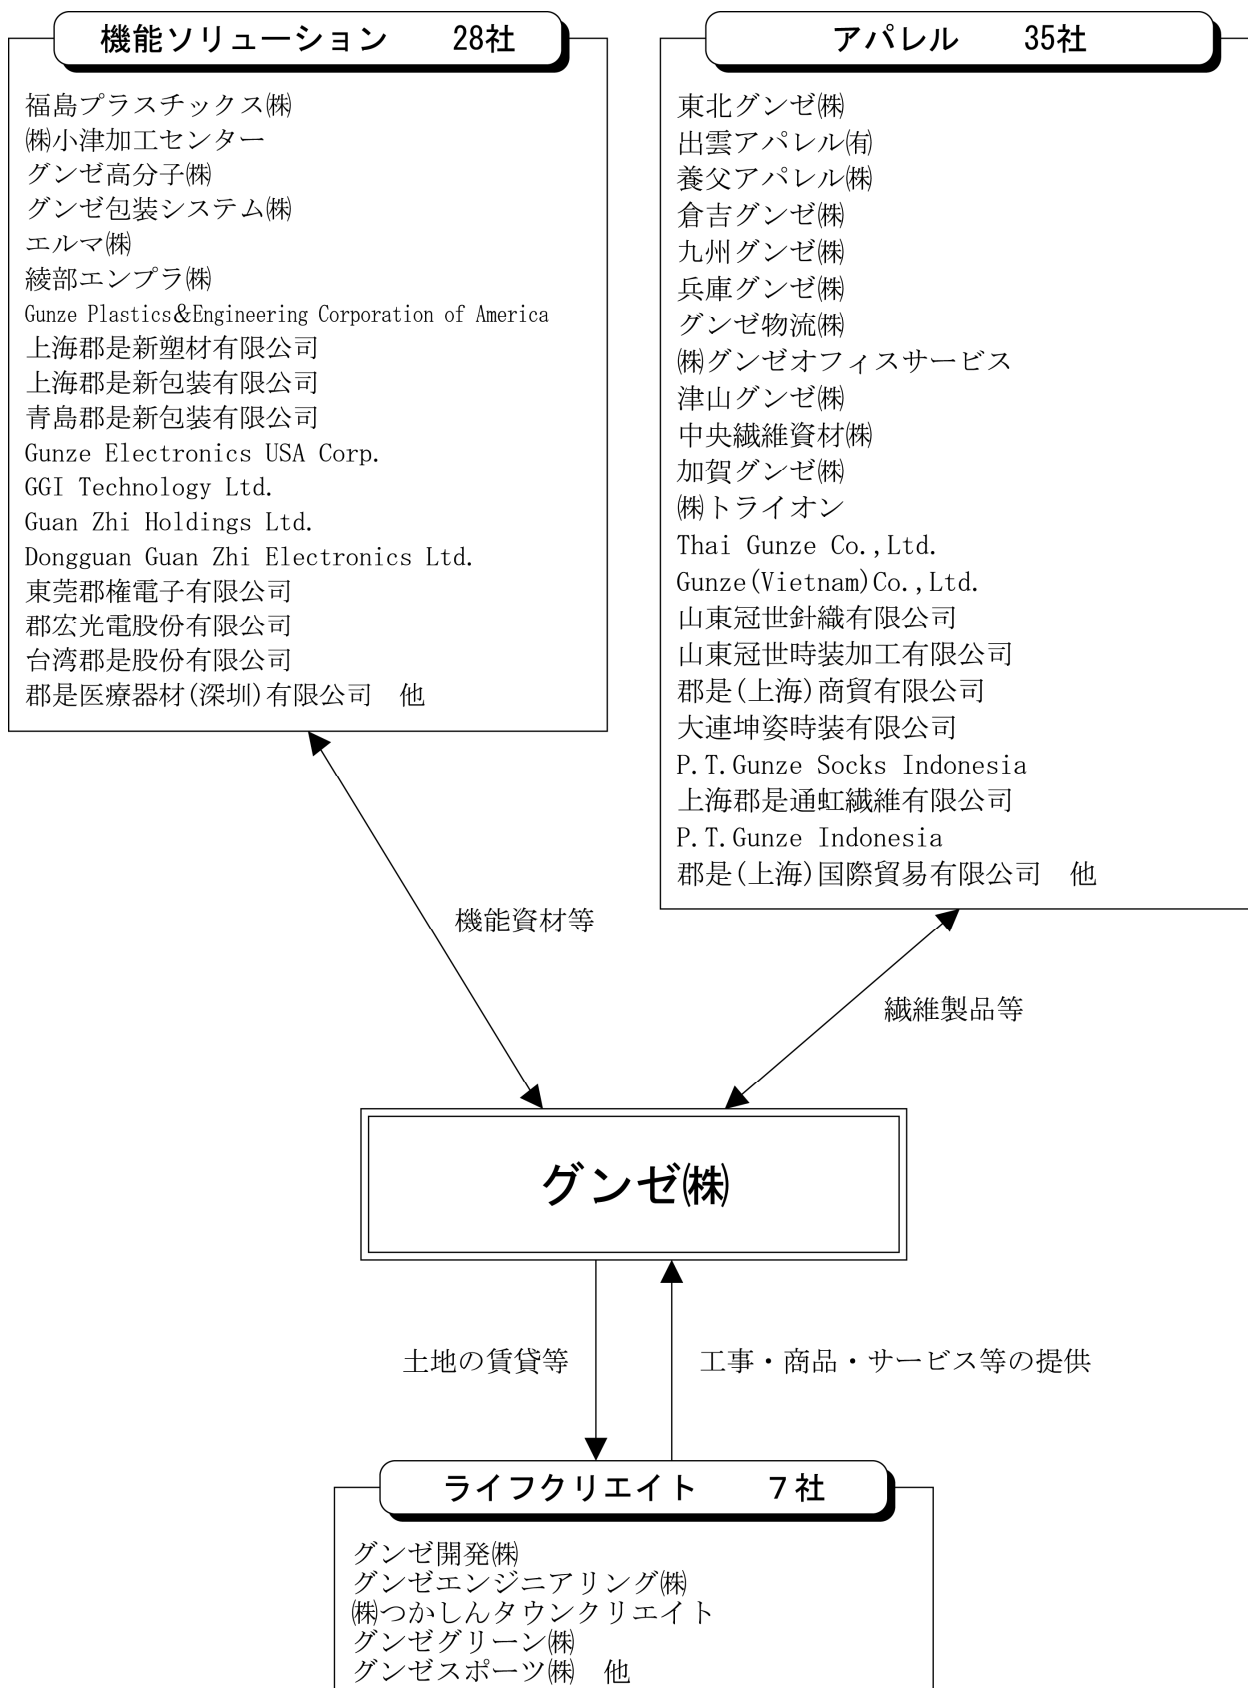 機能ソリューション　　28社
福島プラスチックス㈱
㈱小津加工センター
グンゼ高分子㈱
グンゼ包装システム㈱
エルマ㈱
綾部エンプラ㈱
Gunze Plastics&Engineering Corporation of America
上海郡是新塑材有限公司
上海郡是新包装有限公司
青島郡是新包装有限公司
Gunze Electronics USA Corp.
GGI Technology Ltd.
Guan Zhi Holdings Ltd.
Dongguan Guan Zhi Electronics Ltd.
東莞郡権電子有限公司
郡宏光電股份有限公司
台湾郡是股份有限公司
郡是医療器材(深圳)有限公司　他
アパレル　　35社
東北グンゼ㈱
出雲アパレル㈲
養父アパレル㈱
倉吉グンゼ㈱
九州グンゼ㈱
兵庫グンゼ㈱
グンゼ物流㈱
㈱グンゼオフィスサービス
津山グンゼ㈱
中央繊維資材㈱
加賀グンゼ㈱
㈱トライオン
Thai Gunze Co.,Ltd.
Gunze(Vietnam)Co.,Ltd.
山東冠世針織有限公司
山東冠世時装加工有限公司
郡是(上海)商貿有限公司
大連坤姿時装有限公司
P.T.Gunze Socks Indonesia
上海郡是通虹繊維有限公司
P.T.Gunze Indonesia
郡是(上海)国際貿易有限公司　他
機能資材等
繊維製品等
グンゼ㈱
土地の賃貸等
工事・商品・サービス等の提供
ライフクリエイト　　７社
グンゼ開発㈱
グンゼエンジニアリング㈱
㈱つかしんタウンクリエイト
グンゼグリーン㈱
グンゼスポーツ㈱　他